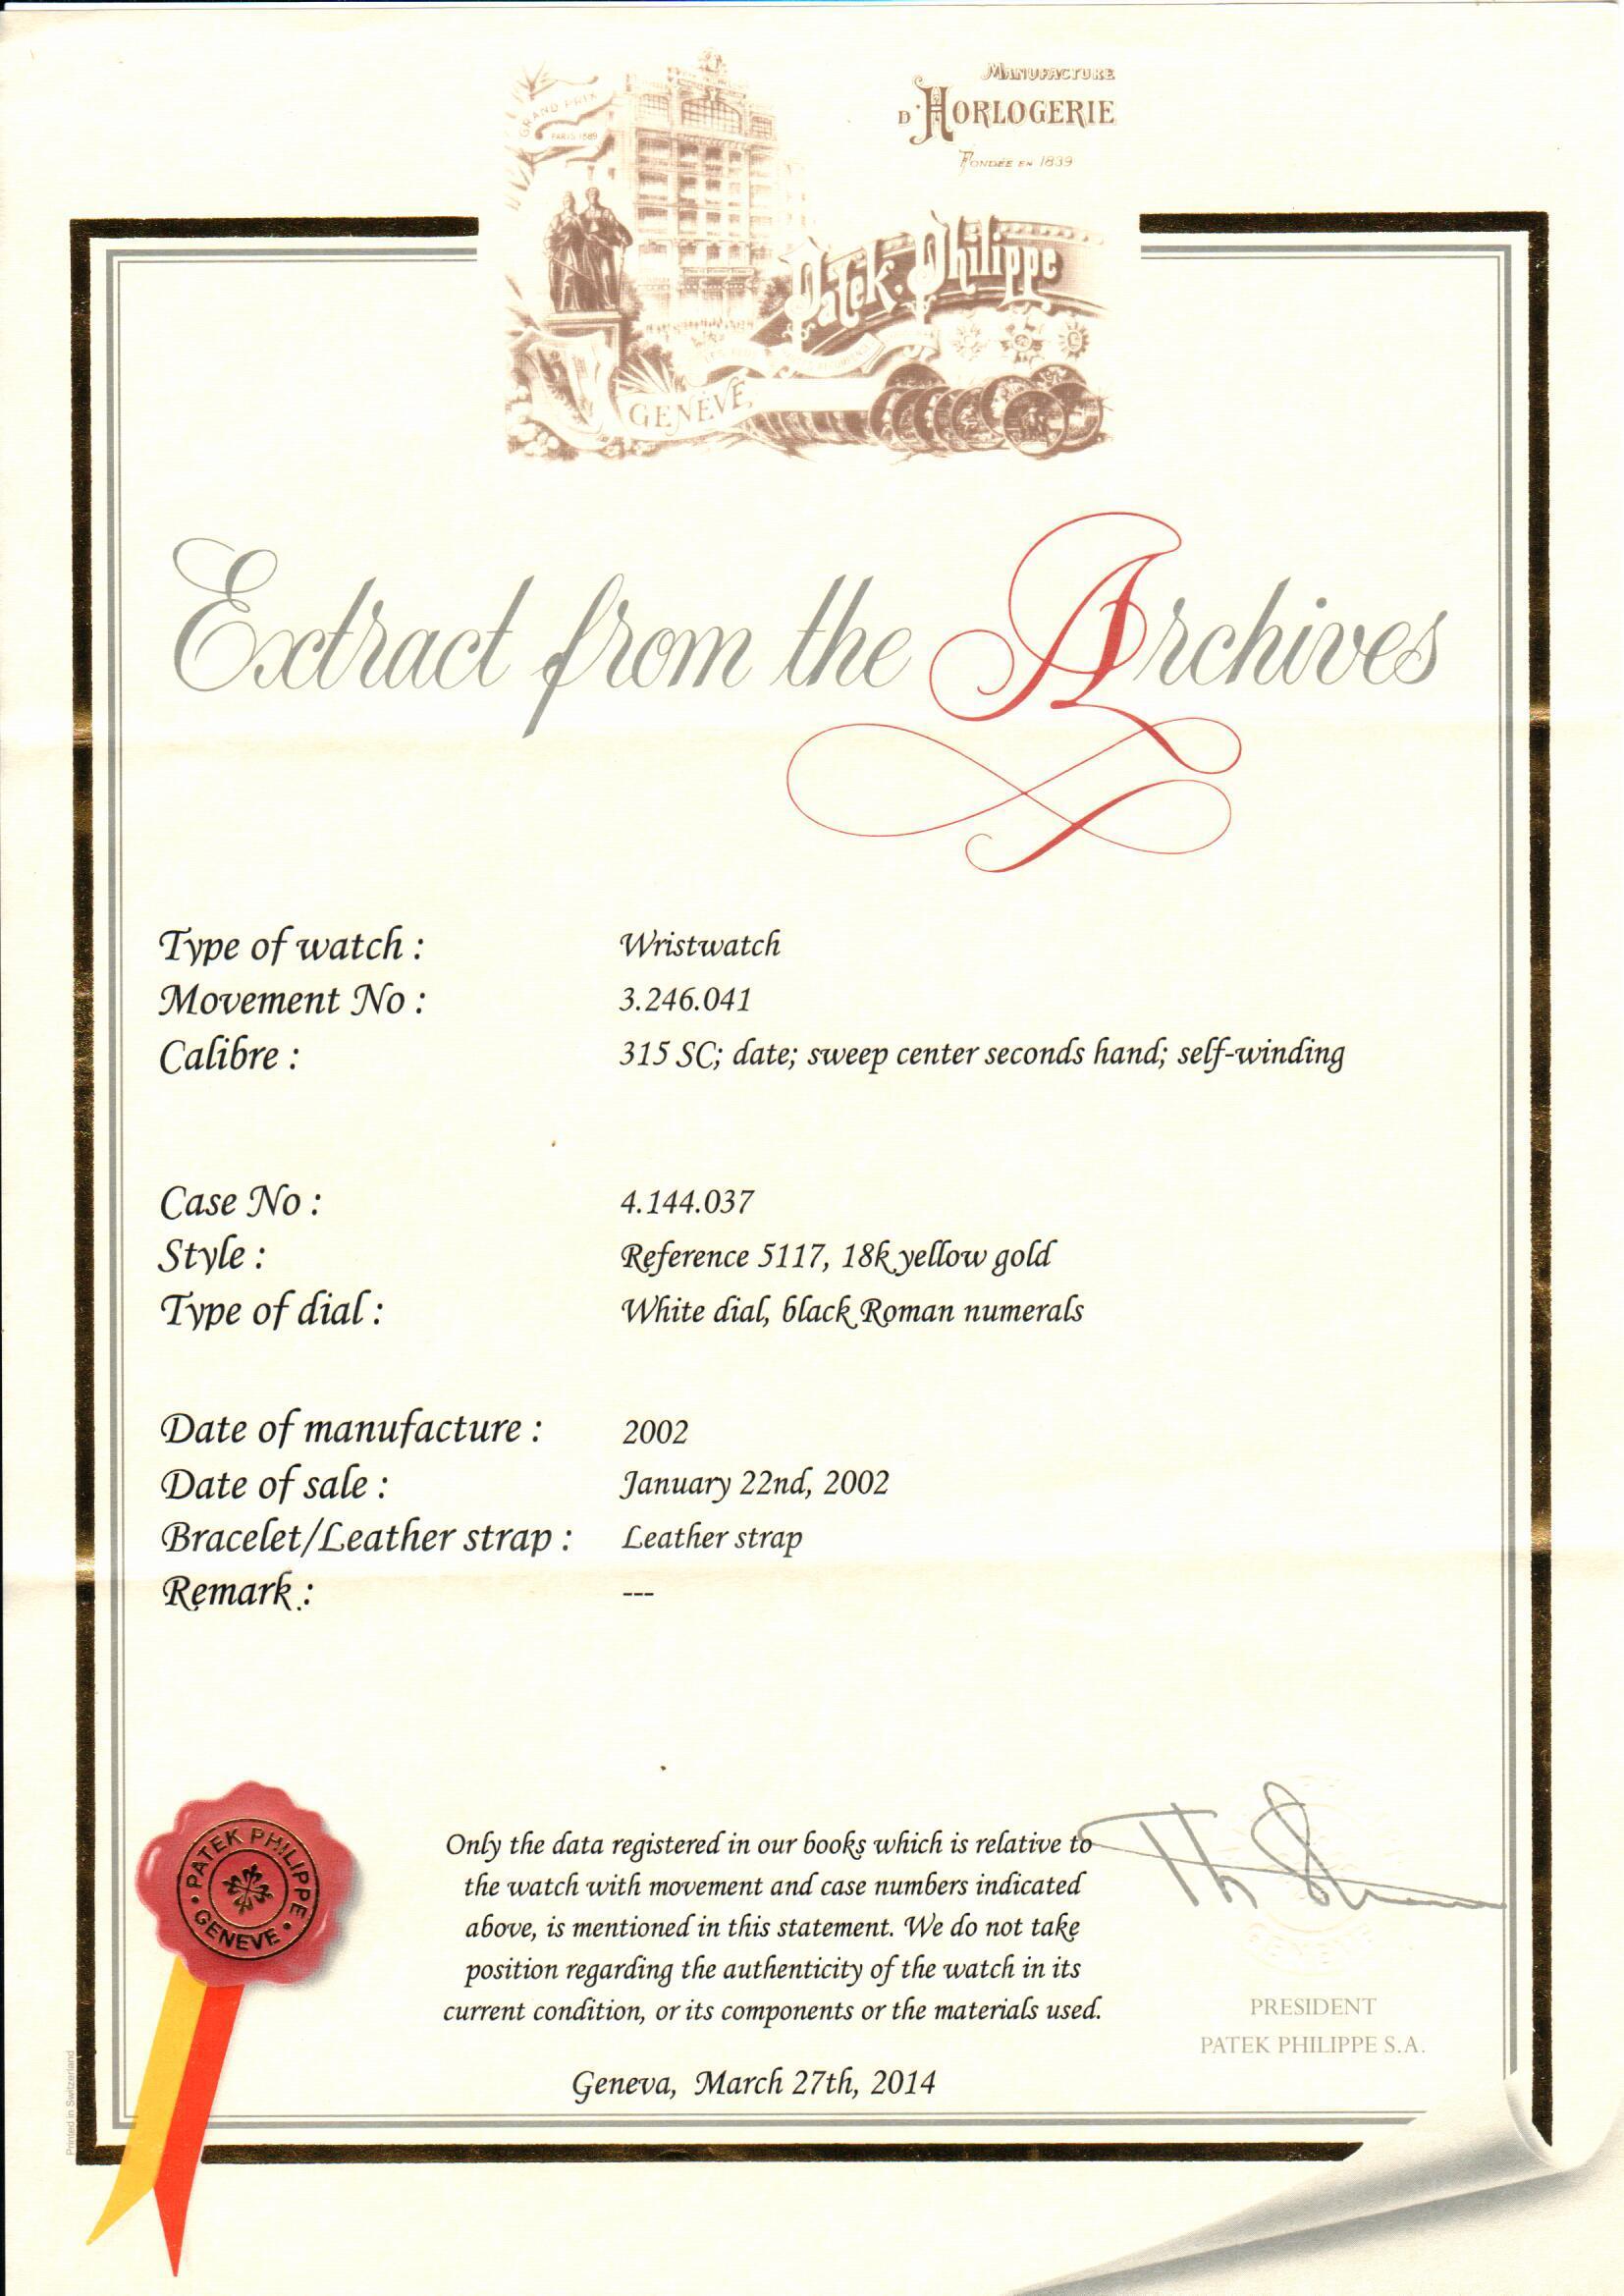 MANUFACTURE
D'HORLOGERIE
FONDÉE EN 1839
GRAND PRIX
PARIS 1889
Patek Philippe
GENÈVE
Extract from the Archives
Type of watch : Wristwatch
Movement No : 3.246.041
Calibre : 315 SC; date; sweep center seconds hand; self-winding
Case No : 4.144.037
Style : Reference 5117, 18k yellow gold
Type of dial : White dial, black Roman numerals
Date of manufacture : 2002
Date of sale : January 22nd, 2002
Bracelet/Leather strap : Leather strap
Remark : ---
PATEK PHILIPPE
GENEVE
Only the data registered in our books which is relative to
the watch with movement and case numbers indicated
above, is mentioned in this statement. We do not take
position regarding the authenticity of the watch in its
current condition, or its components or the materials used.
PRESIDENT
PATEK PHILIPPE S.A.
Geneva, March 27th, 2014
Printed in Switzerland